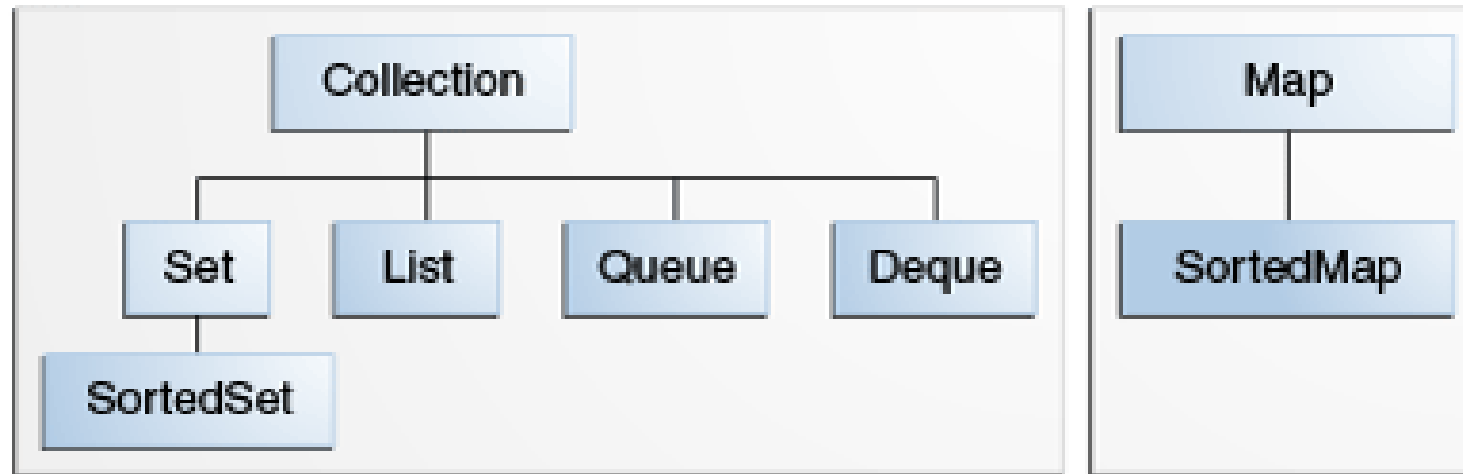 Collection
Set
List
Queue
Deque
SortedSet
Map
SortedMap